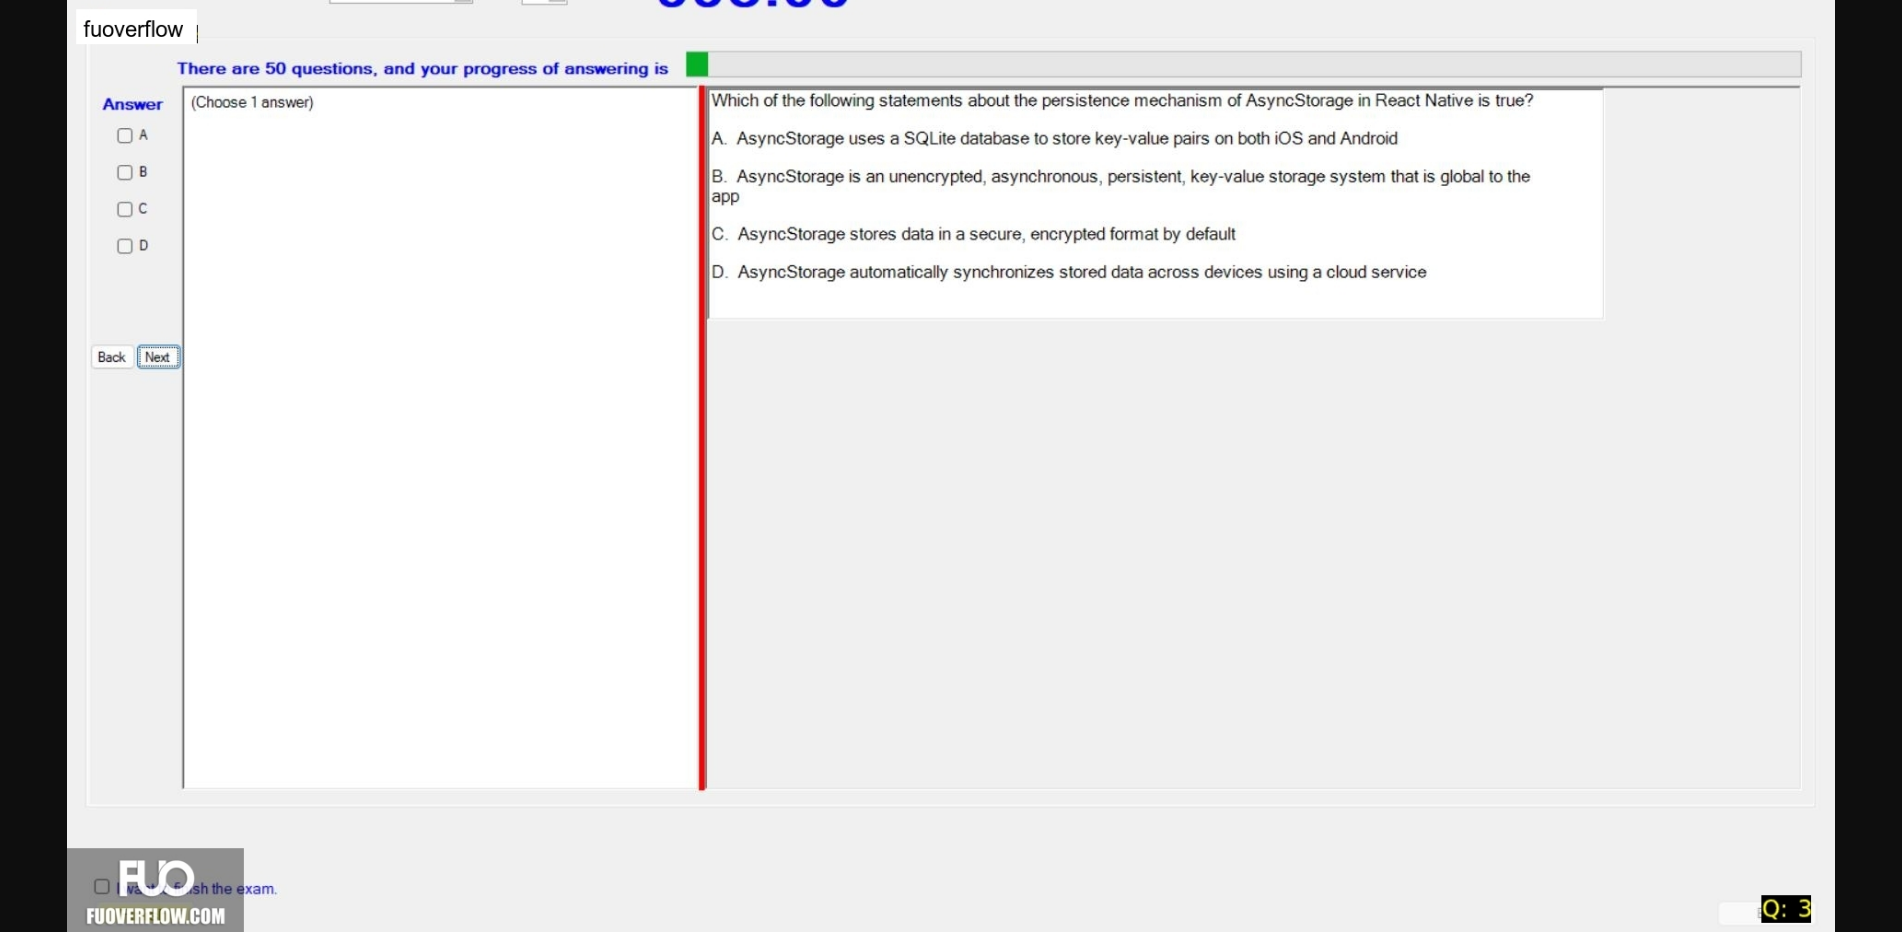 fuoverflow
There are 50 questions, and your progress of answering is
Answer
(Choose 1 answer)
A
B
C
D
Back Next
Which of the following statements about the persistence mechanism of AsyncStorage in React Native is true?
A. AsyncStorage uses a SQLite database to store key-value pairs on both iOS and Android
B. AsyncStorage is an unencrypted, asynchronous, persistent, key-value storage system that is global to the
app
C. AsyncStorage stores data in a secure, encrypted format by default
D. AsyncStorage automatically synchronizes stored data across devices using a cloud service
FUO
the exam.
FUOVERFLOW.COM
Q: 3